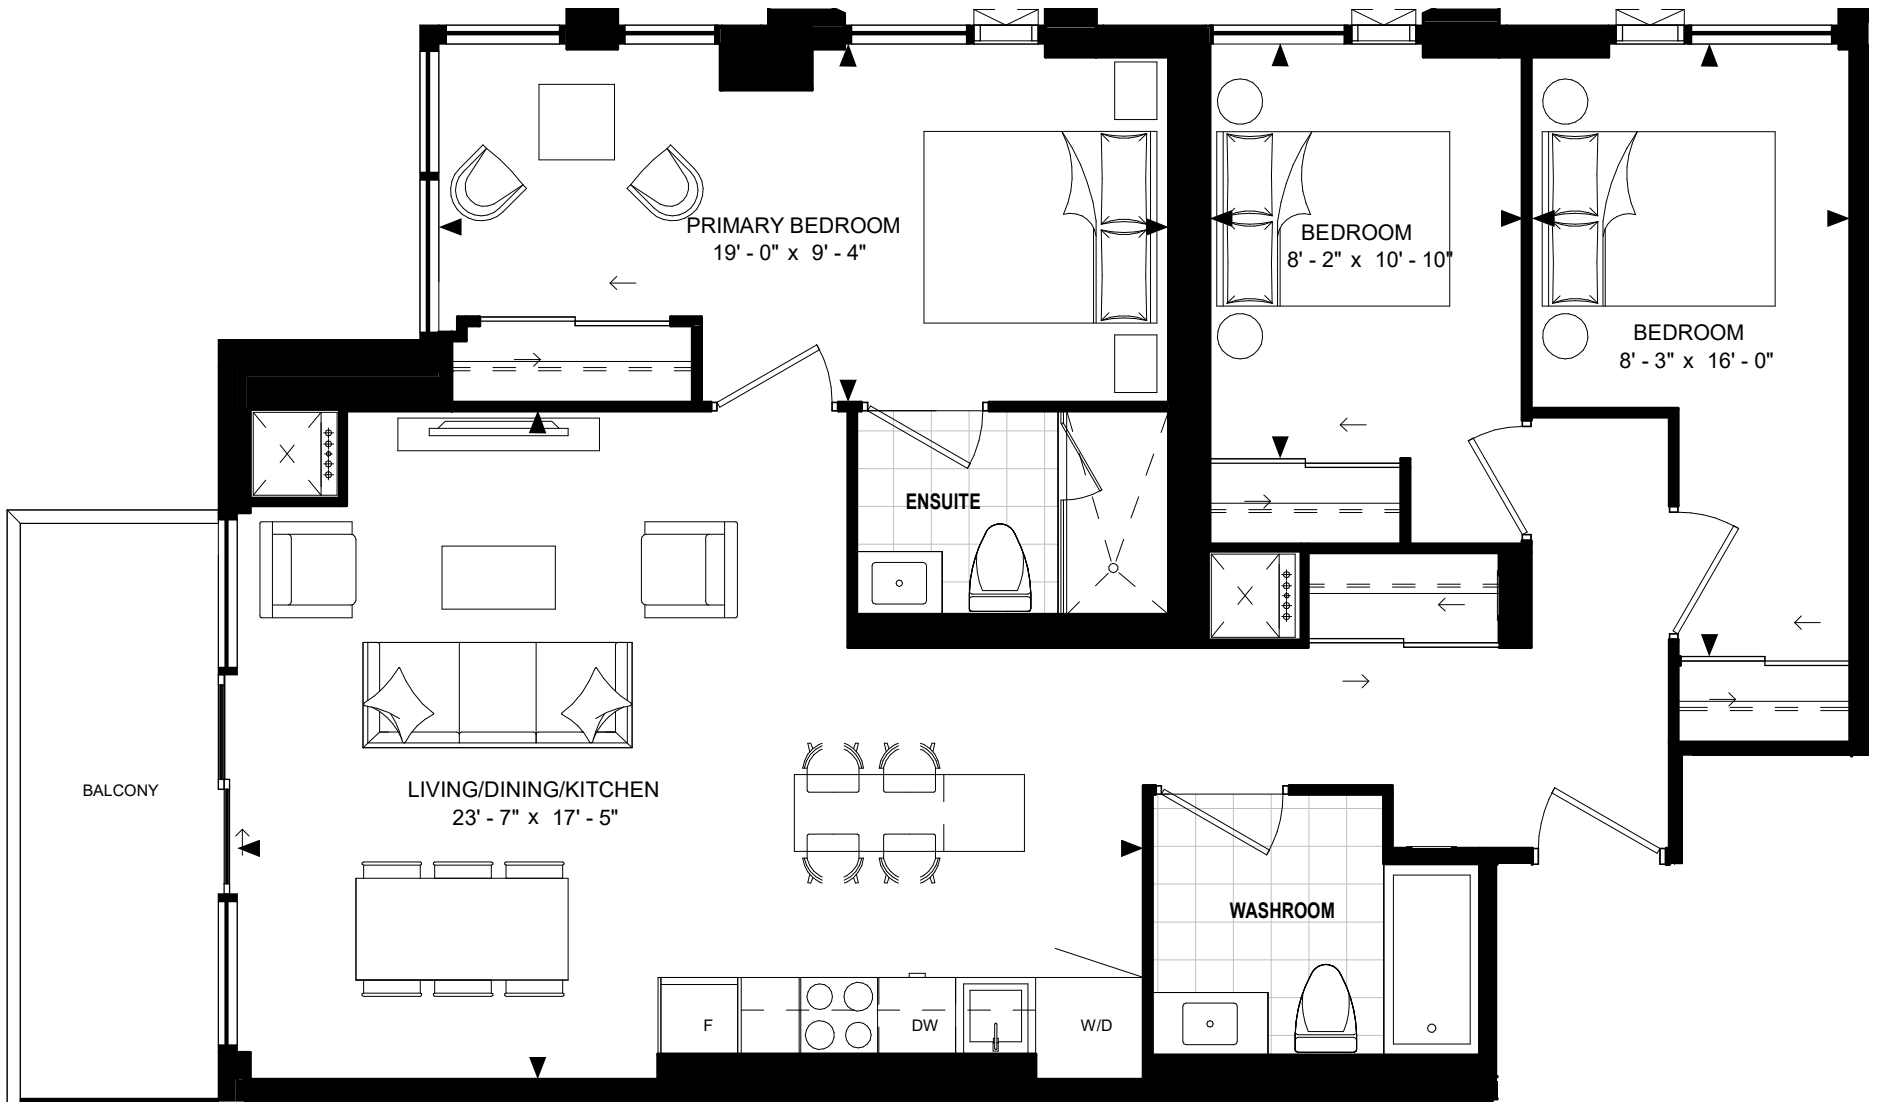 PRIMARY BEDROOM
19' - 0" x 9' - 4"
BEDROOM
8' - 2" x 10' - 10"
BEDROOM
8' - 3" x 16' - 0"
ENSUITE
BALCONY
LIVING/DINING/KITCHEN
23' - 7" x 17' - 5"
WASHROOM
F
DW
W/D